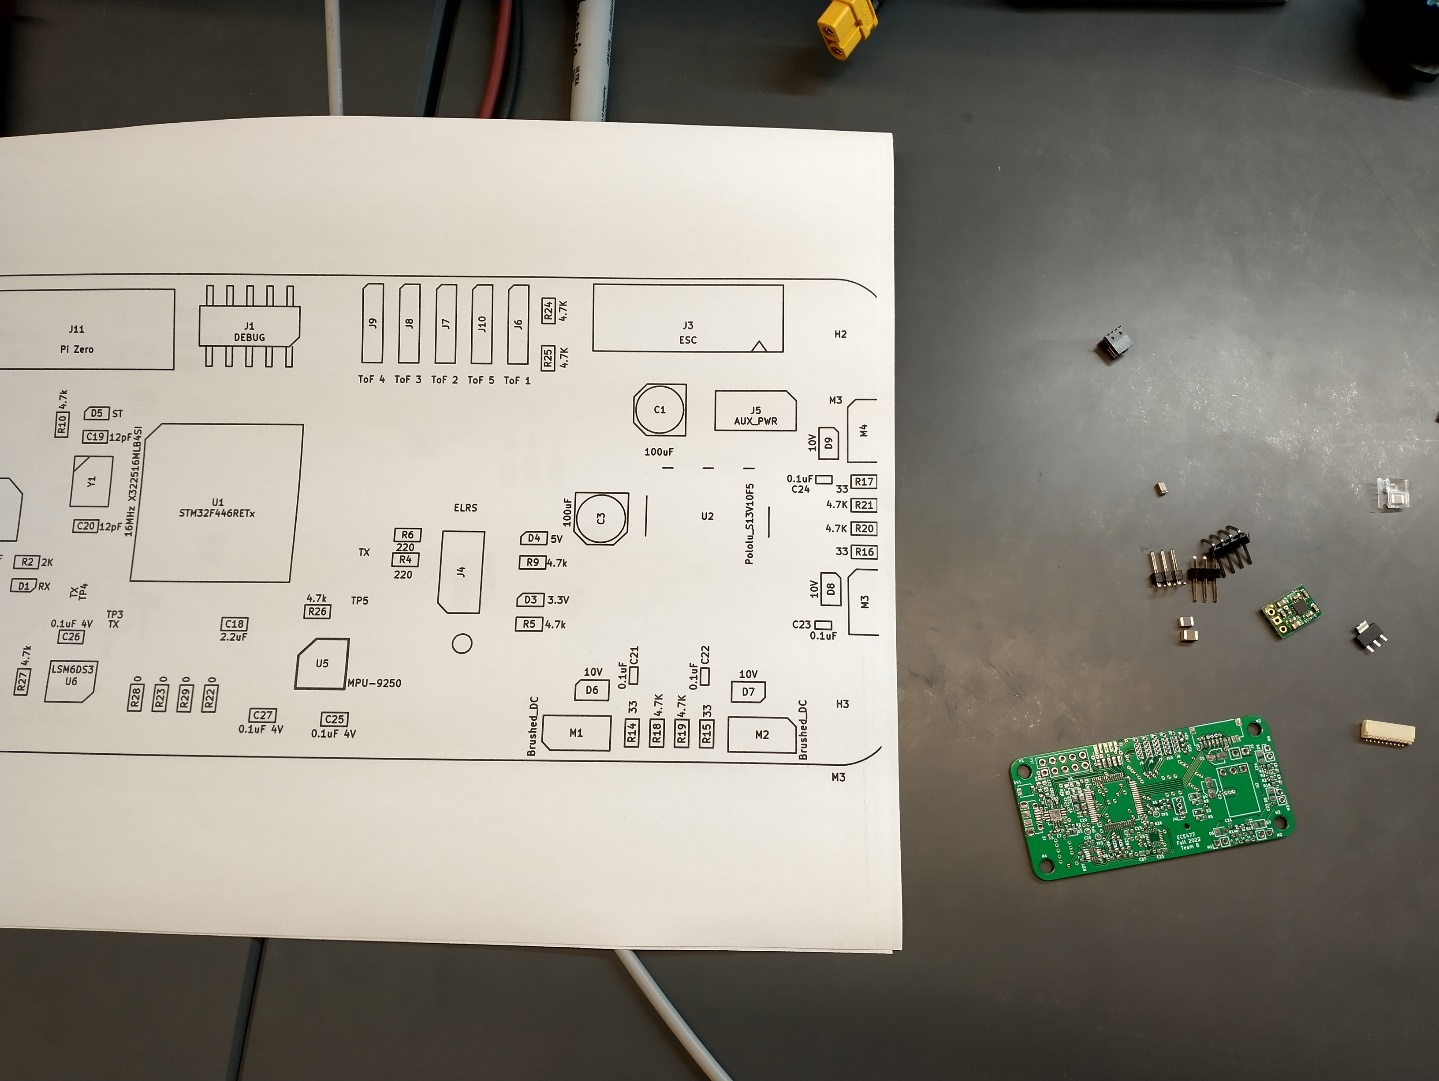 J11
Pi Zero
J1
DEBUG
J9
J8
J7
J10
J6
ToF 4
ToF 3
ToF 2
ToF 5
ToF 1
R24
4.7K
R25
4.7K
J3
ESC
H2
C1
100uF
J5
AUX_PWR
M3
M4
10V
D9
0.1uF
C24
33
R17
4.7K
R21
4.7K
R20
33
R16
10V
D8
M3
C23
0.1uF
R10
4.7k
D5
ST
C19
12pF
Y1
16MHz X322516MLB4SI
C20
12pF
U1
STM32F446RETx
R2
2K
D1
RX
TX
TP4
TP3
TX
0.1uF 4V
C26
R27
4.7k
LSM6DS3
U6
R28
0
R23
0
R29
0
R22
0
C18
2.2uF
4.7k
R26
TP5
U5
MPU-9250
C27
0.1uF 4V
C25
0.1uF 4V
TX
R6
220
R4
220
ELRS
J4
100uF
C3
U2
Pololu_S13V10F5
D4
5V
R9
4.7k
D3
3.3V
R5
4.7k
10V
D6
0.1uF
C21
0.1uF
C22
10V
D7
Brushed_DC
M1
R14
33
R18
4.7K
R19
4.7K
R15
33
M2
Brushed_DC
H3
M3
ECE477
Fall 2022
Team 8